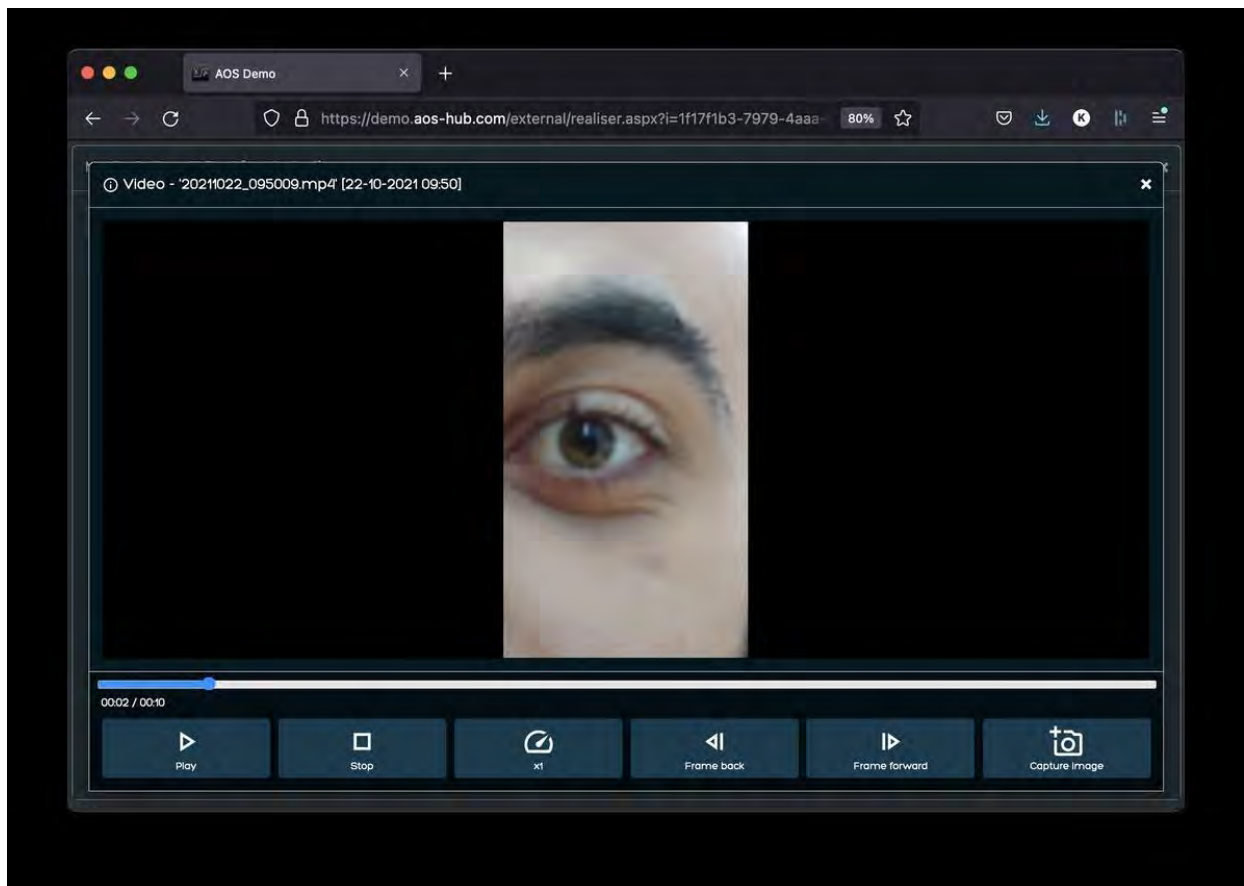 AOS Demo
https://demo.aos-hub.com/external/realiser.aspx?i=1f17f1b3-7979-4aaa-
80%
K
Video - '20211022_095009.mp4' [22-10-2021 09:50]
00:02 / 00:10
Play
Stop
x1
Frame back
Frame forward
Capture image